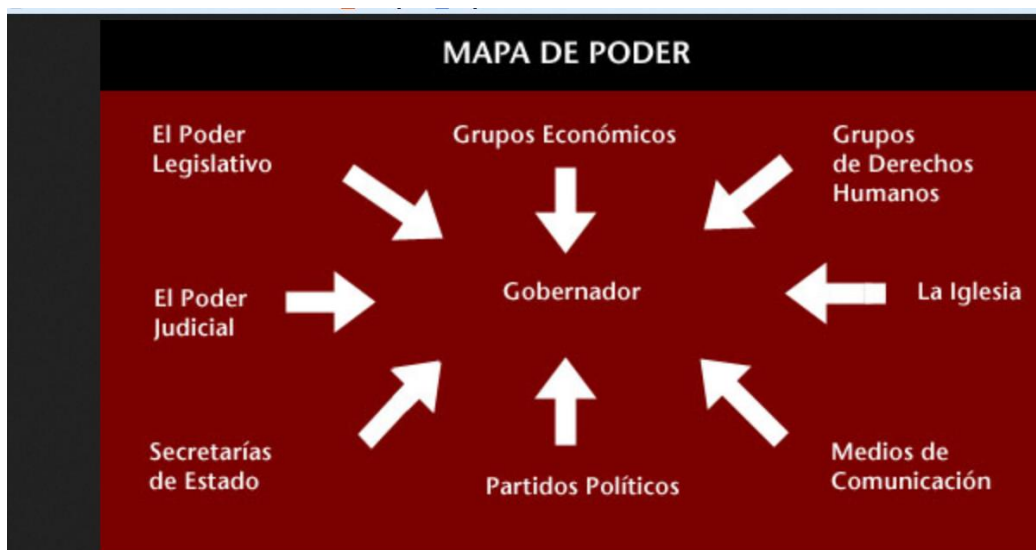 MAPA DE PODER
El Poder
Legislativo
Grupos Económicos
Grupos
de Derechos
Humanos
El Poder
Judicial
Gobernador
La Iglesia
Secretarías
de Estado
Partidos Políticos
Medios de
Comunicación